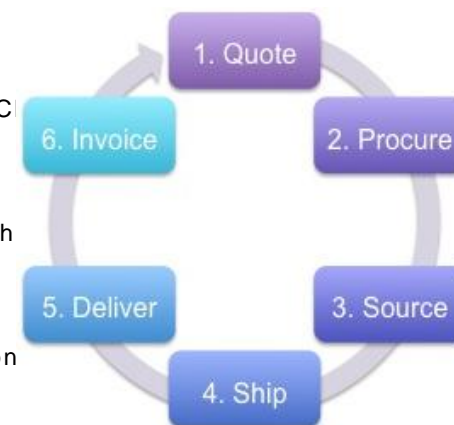 1. Quote
2. Procure
3. Source
4. Ship
5. Deliver
6. Invoice